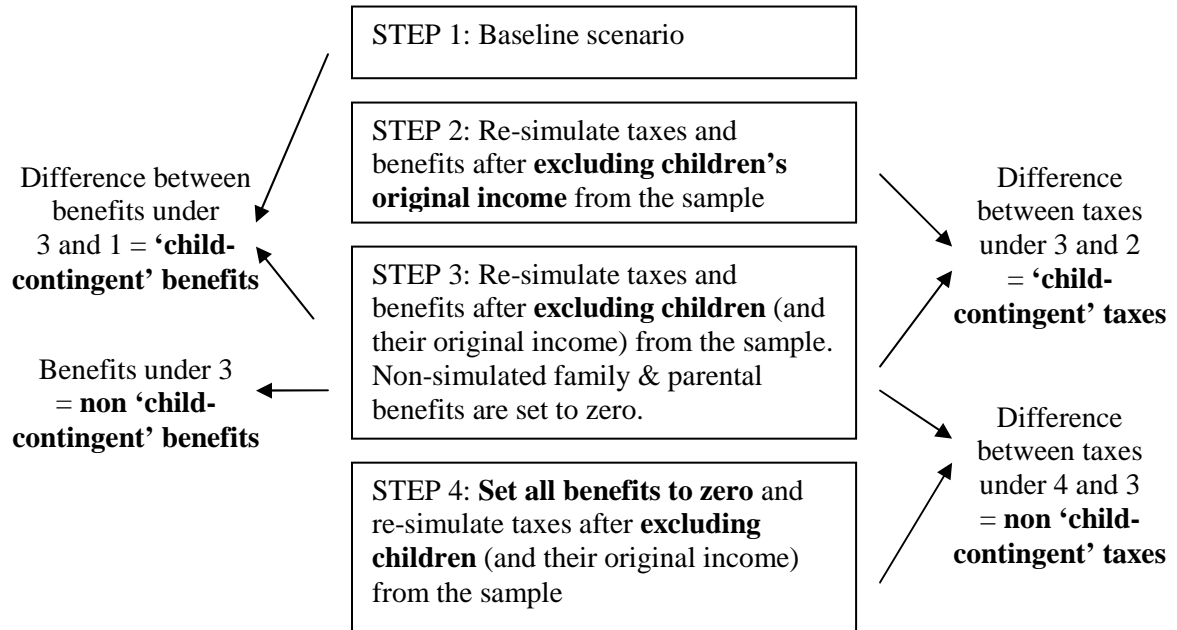 STEP 1: Baseline scenario
STEP 2: Re-simulate taxes and
benefits after excluding children’s
original income from the sample
STEP 3: Re-simulate taxes and
benefits after excluding children (and
their original income) from the sample.
Non-simulated family & parental
benefits are set to zero.
STEP 4: Set all benefits to zero and
re-simulate taxes after excluding
children (and their original income)
from the sample
Difference between
benefits under
3 and 1 = ‘child-
contingent’ benefits
Benefits under 3
= non ‘child-
contingent’ benefits
Difference
between taxes
under 3 and 2
= ‘child-
contingent’ taxes
Difference
between taxes
under 4 and 3
= non ‘child-
contingent’ taxes